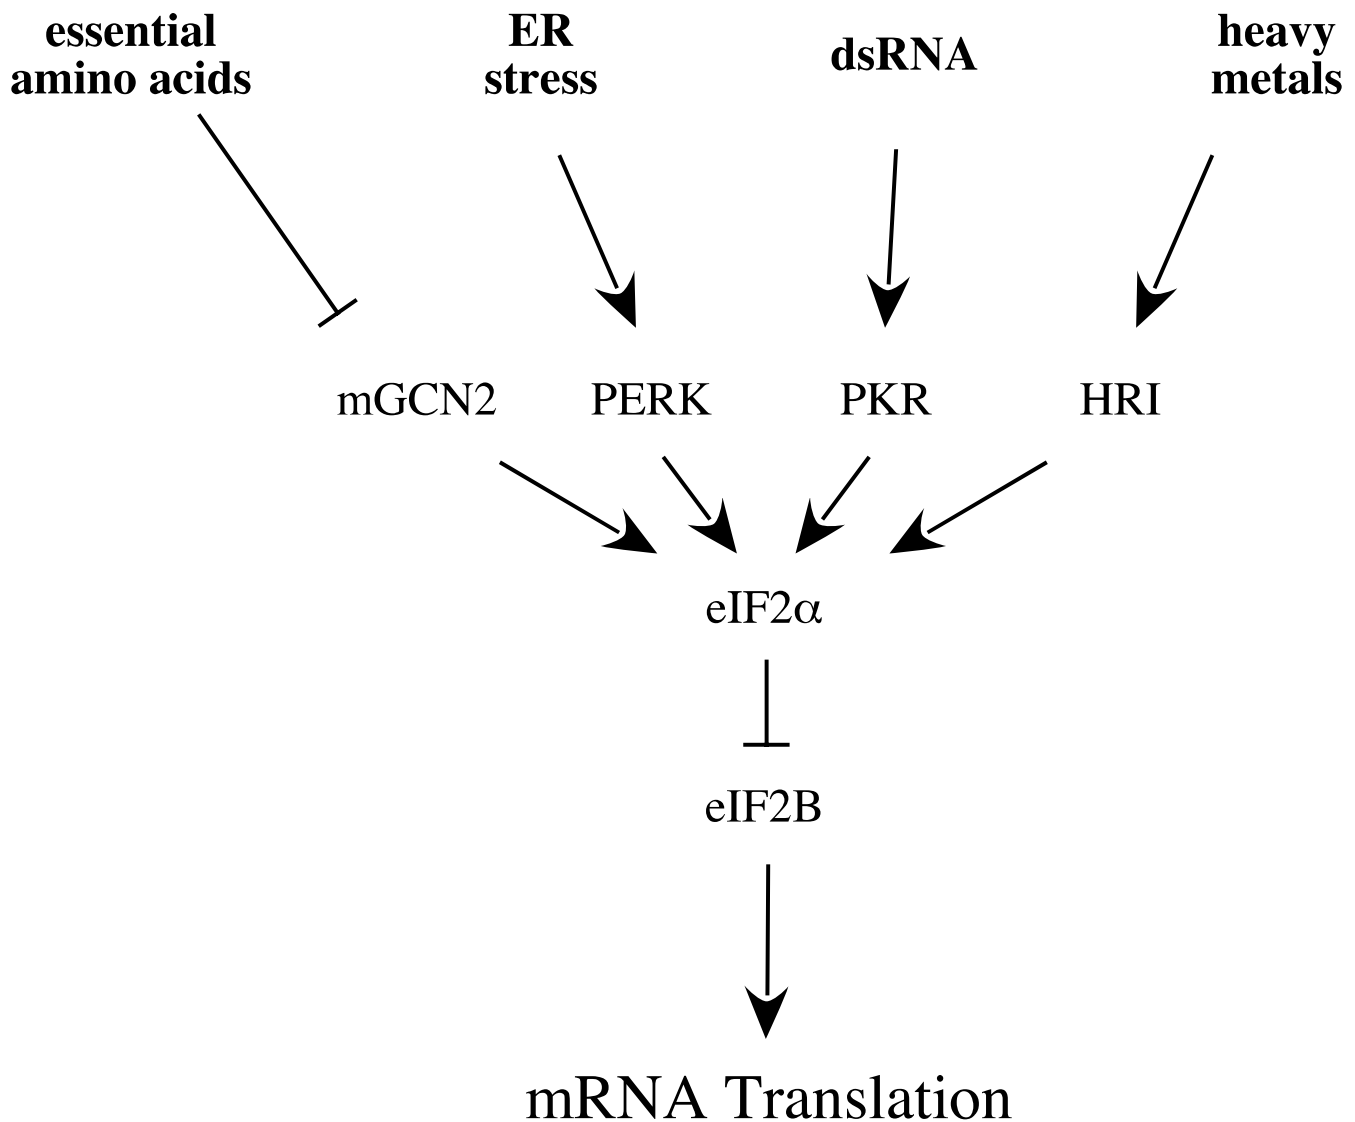 essential
amino acids
ER
stress
dsRNA
heavy
metals
mGCN2
PERK
PKR
HRI
eIF2α
eIF2B
mRNA Translation